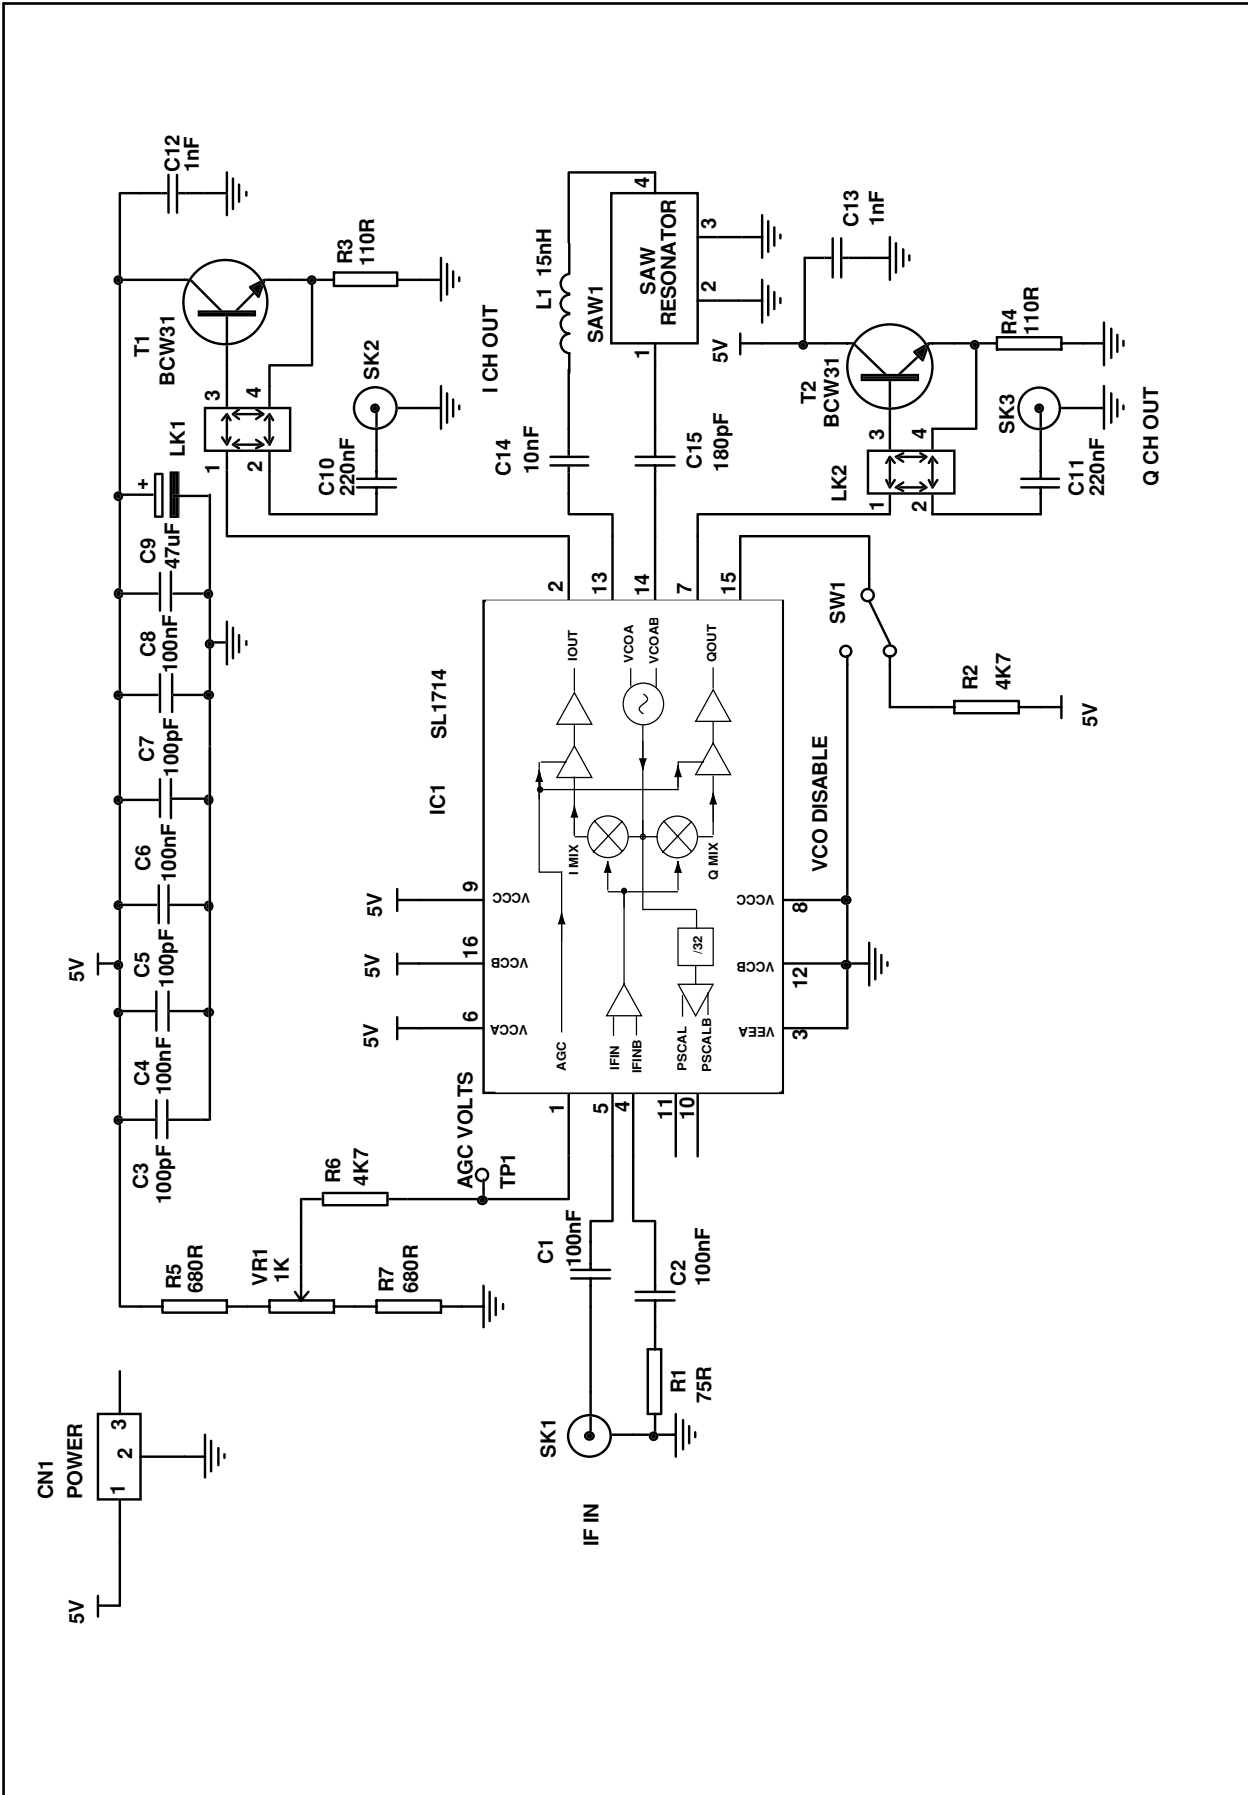 CN1
POWER
5V
1
2
3
R5
680R
VR1
1K
R7
680R
R6
4K7
AGC VOLTS
TP1
SK1
IF IN
R1
75R
C1
100nF
C2
100nF
C3
100pF
C4
100nF
C5
100pF
C6
100nF
C7
100pF
C8
100nF
C9
47uF
+
5V
C12
1nF
T1
BCW31
LK1
1
2
3
4
R3
110R
C10
220nF
SK2
I CH OUT
IC1
SL1714
5V
5V
5V
6
16
9
VCCA
VCCB
VCCC
1
5
4
11
10
AGC
IFIN
IFINB
PSCAL
PSCALB
/32
I MIX
Q MIX
IOUT
VCOA
VCOAB
QOUT
2
13
14
7
15
VEEA
VCCB
VCCC
3
12
8
C14
10nF
L1 15nH
SAW1
SAW
RESONATOR
1
2
3
4
C15
180pF
5V
C13
1nF
T2
BCW31
LK2
1
2
3
4
R4
110R
SK3
C11
220nF
Q CH OUT
VCO DISABLE
SW1
R2
4K7
5V